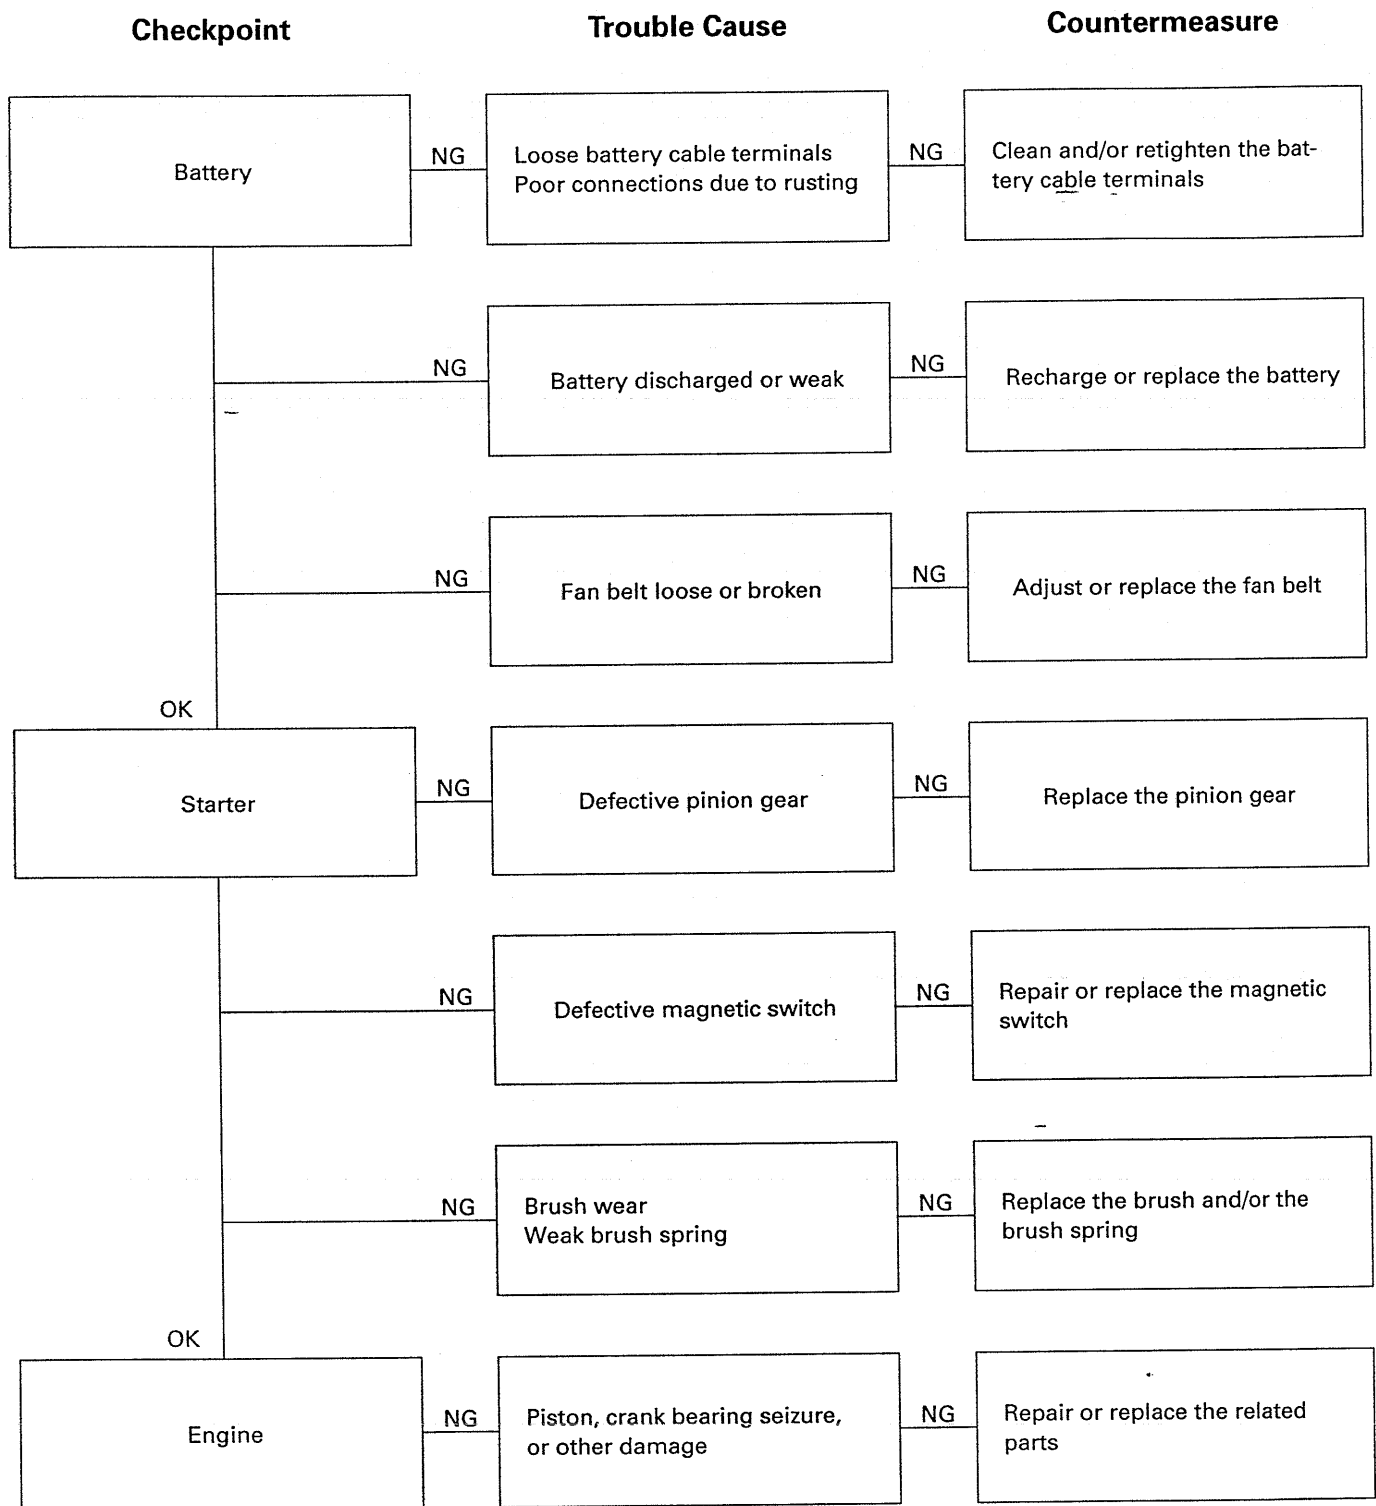 Checkpoint
Trouble Cause
Countermeasure
Battery
NG
Loose battery cable terminals
Poor connections due to rusting
NG
Clean and/or retighten the bat-
tery cable terminals
NG
Battery discharged or weak
NG
Recharge or replace the battery
NG
Fan belt loose or broken
NG
Adjust or replace the fan belt
OK
Starter
NG
Defective pinion gear
NG
Replace the pinion gear
NG
Defective magnetic switch
NG
Repair or replace the magnetic
switch
NG
Brush wear
Weak brush spring
NG
Replace the brush and/or the
brush spring
OK
Engine
NG
Piston, crank bearing seizure,
or other damage
NG
Repair or replace the related
parts